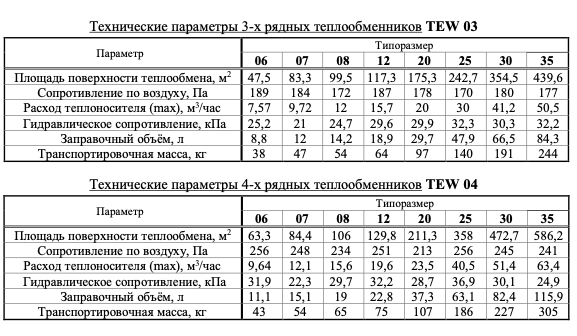 Технические параметры 3-х рядных теплообменников TEW 03
Параметр Типоразмер
06 07 08 12 20 25 30 35
Площадь поверхности теплообмена, м² 47,5 83,3 99,5 117,3 175,3 242,7 354,5 439,6
Сопротивление по воздуху, Па 189 184 172 187 178 170 180 177
Расход теплоносителя (max), м³/час 7,57 9,72 12 15,7 20 30 41,2 50,5
Гидравлическое сопротивление, кПа 25,2 21 24,7 29,6 29,9 32,3 30,3 32,2
Заправочный объём, л 8,8 12 14,2 18,9 29,7 47,9 66,5 84,3
Транспортировочная масса, кг 38 47 54 64 97 140 191 244
Технические параметры 4-х рядных теплообменников TEW 04
Параметр Типоразмер
06 07 08 12 20 25 30 35
Площадь поверхности теплообмена, м² 63,3 84,4 106 129,8 211,3 358 472,7 586,2
Сопротивление по воздуху, Па 256 248 234 251 213 256 245 241
Расход теплоносителя (max), м³/час 9,64 12,1 15,6 19,6 23,5 40,5 51,4 63,4
Гидравлическое сопротивление, кПа 31,9 22,3 29,7 32,2 28,7 36,9 30,1 24,9
Заправочный объём, л 11,1 15,1 19 22,8 37,3 63,1 82,4 115,9
Транспортировочная масса, кг 43 54 65 75 107 186 227 305